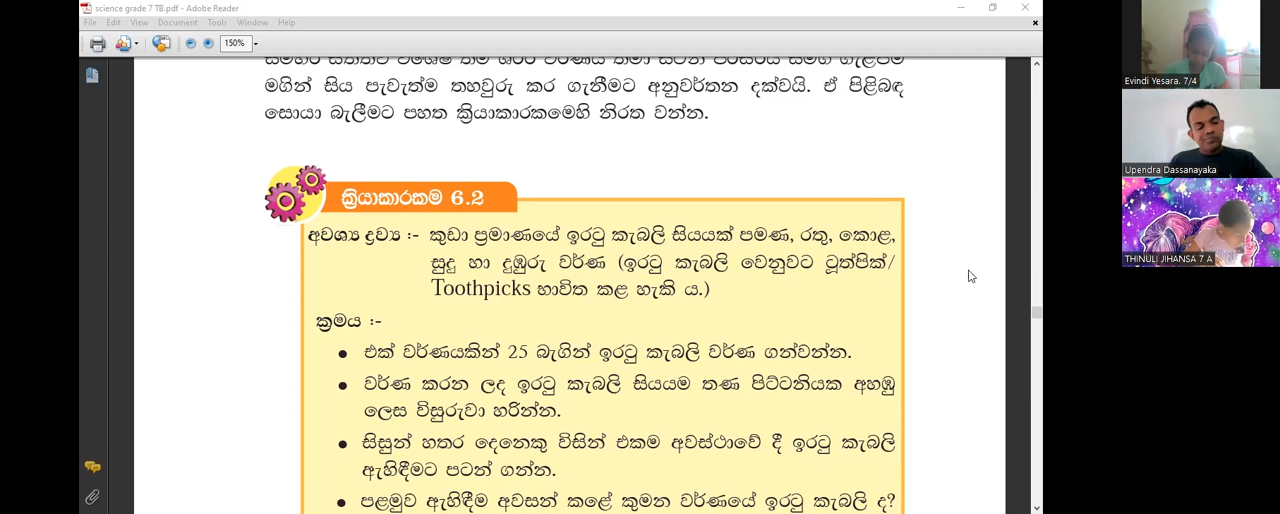 science grade 7 TB.pdf - Adobe Reader
File Edit View Document Tools Window Help
150%
මගින් සිය පැවැත්ම තහවුරු කර ගැනීමට අනුවර්තන දක්වයි. ඒ පිළිබඳ
සොයා බැලීමට පහත ක්‍රියාකාරකමෙහි නිරත වන්න.
ක්‍රියාකාරකම 6.2
අවශ්‍ය ද්‍රව්‍ය :- කුඩා ප්‍රමාණයේ ඉරටු කැබලි සියයක් පමණ, රතු, කොළ,
සුදු හා දුඹුරු වර්ණ (ඉරටු කැබලි වෙනුවට ටූත්පික්/
Toothpicks භාවිත කළ හැකි ය.)
ක්‍රමය :-
● එක් වර්ණයකින් 25 බැගින් ඉරටු කැබලි වර්ණ ගන්වන්න.
● වර්ණ කරන ලද ඉරටු කැබලි සියයම තණ පිට්ටනියක අහඹු
ලෙස විසුරුවා හරින්න.
● සිසුන් හතර දෙනෙකු විසින් එකම අවස්ථාවේ දී ඉරටු කැබලි
ඇහිඳීමට පටන් ගන්න.
● පළමුව ඇහිඳීම අවසන් කළේ කුමන වර්ණයේ ඉරටු කැබලි ද?
Evindi Yesara. 7/4
Upendra Dassanayaka
THINULI JIHANSA 7 A